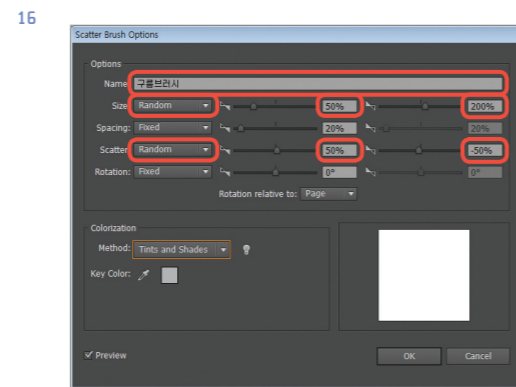 16
Scatter Brush Options
Options
Name: 구름브러시
Size: Random 50% 200%
Spacing: Fixed 20% 20%
Scatter: Random 50% -50%
Rotation: Fixed 0° 0°
Rotation relative to: Page
Colorization
Method: Tints and Shades
Key Color:
Preview
OK Cancel